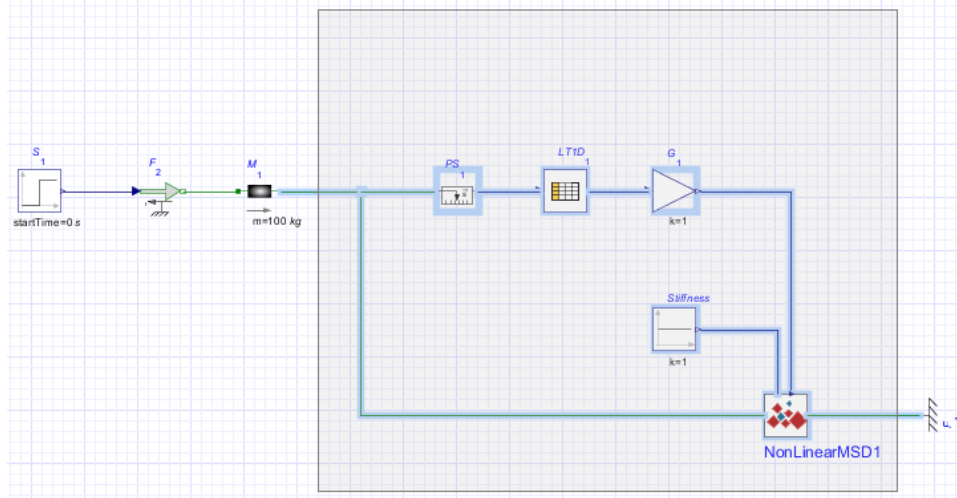 S
1
startTime=0 s
F
2
M
1
m=100 kg
PS
1
LT1D
1
G
1
k=1
Stiffness
k=1
NonLinearMSD1